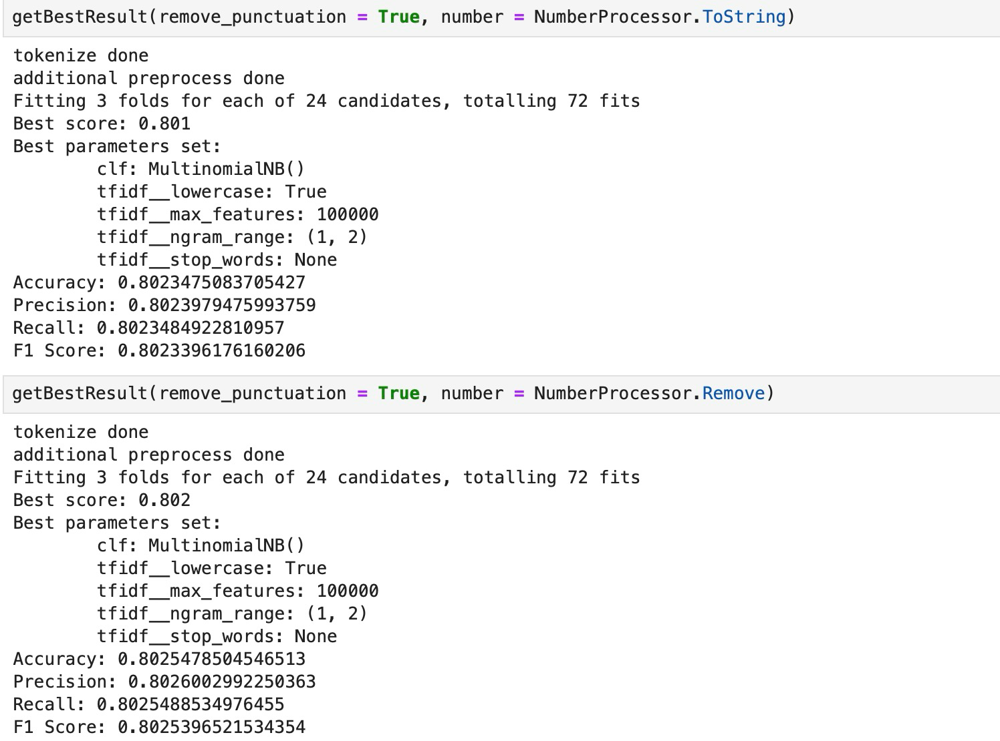 getBestResult(remove_punctuation = True, number = NumberProcessor.ToString)
tokenize done
additional preprocess done
Fitting 3 folds for each of 24 candidates, totalling 72 fits
Best score: 0.801
Best parameters set:
clf: MultinomialNB()
tfidf__lowercase: True
tfidf__max_features: 100000
tfidf__ngram_range: (1, 2)
tfidf__stop_words: None
Accuracy: 0.8023475083705427
Precision: 0.8023979475993759
Recall: 0.8023484922810957
F1 Score: 0.8023396176160206
getBestResult(remove_punctuation = True, number = NumberProcessor.Remove)
tokenize done
additional preprocess done
Fitting 3 folds for each of 24 candidates, totalling 72 fits
Best score: 0.802
Best parameters set:
clf: MultinomialNB()
tfidf__lowercase: True
tfidf__max_features: 100000
tfidf__ngram_range: (1, 2)
tfidf__stop_words: None
Accuracy: 0.8025478504546513
Precision: 0.8026002992250363
Recall: 0.8025488534976455
F1 Score: 0.8025396521534354